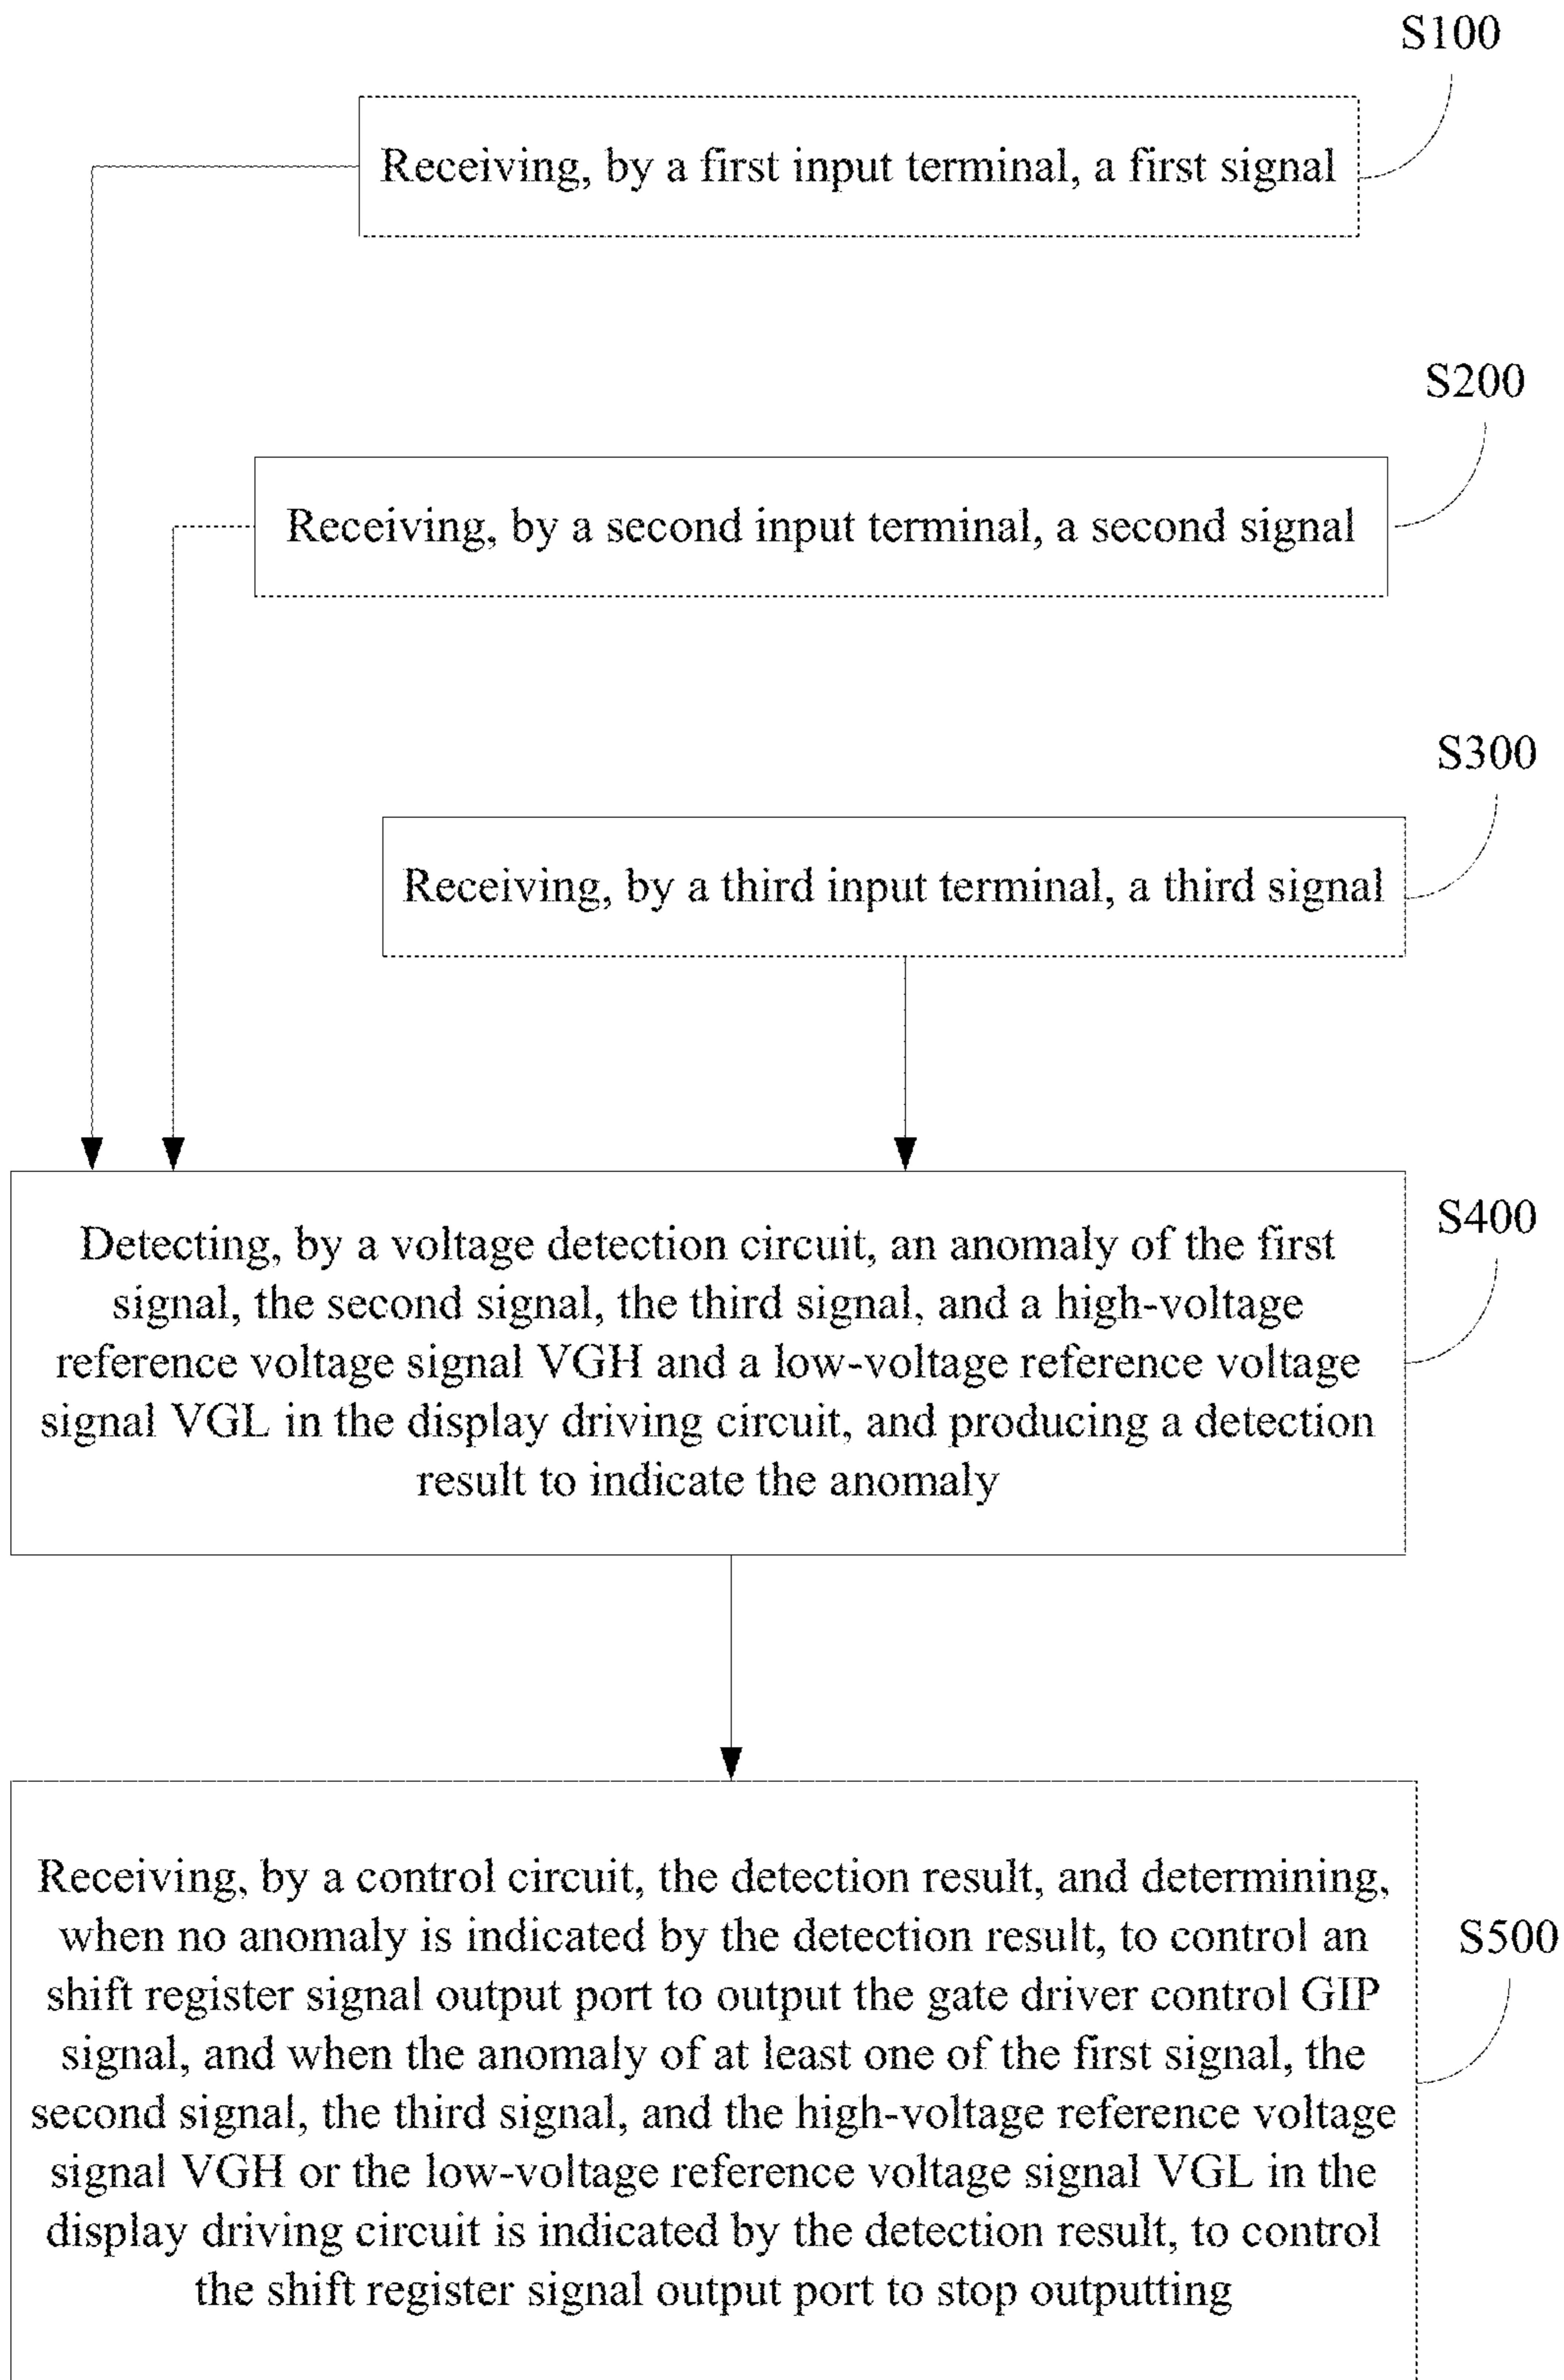 S100
Receiving, by a first input terminal, a first signal
S200
Receiving, by a second input terminal, a second signal
S300
Receiving, by a third input terminal, a third signal
S400
Detecting, by a voltage detection circuit, an anomaly of the first
signal, the second signal, the third signal, and a high-voltage
reference voltage signal VGH and a low-voltage reference voltage
signal VGL in the display driving circuit, and producing a detection
result to indicate the anomaly
Receiving, by a control circuit, the detection result, and determining,
when no anomaly is indicated by the detection result, to control an
S500
shift register signal output port to output the gate driver control GIP
signal, and when the anomaly of at least one of the first signal, the
second signal, the third signal, and the high-voltage reference voltage
signal VGH or the low-voltage reference voltage signal VGL in the
display driving circuit is indicated by the detection result, to control
the shift register signal output port to stop outputting